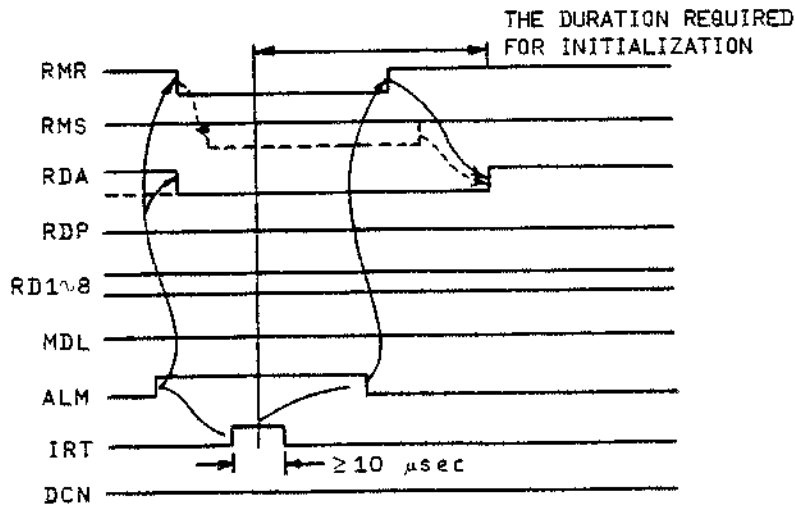 THE DURATION REQUIRED
FOR INITIALIZATION
RMR
RMS
RDA
RDP
RD1~8
MDL
ALM
IRT
≥10 μsec
DCN